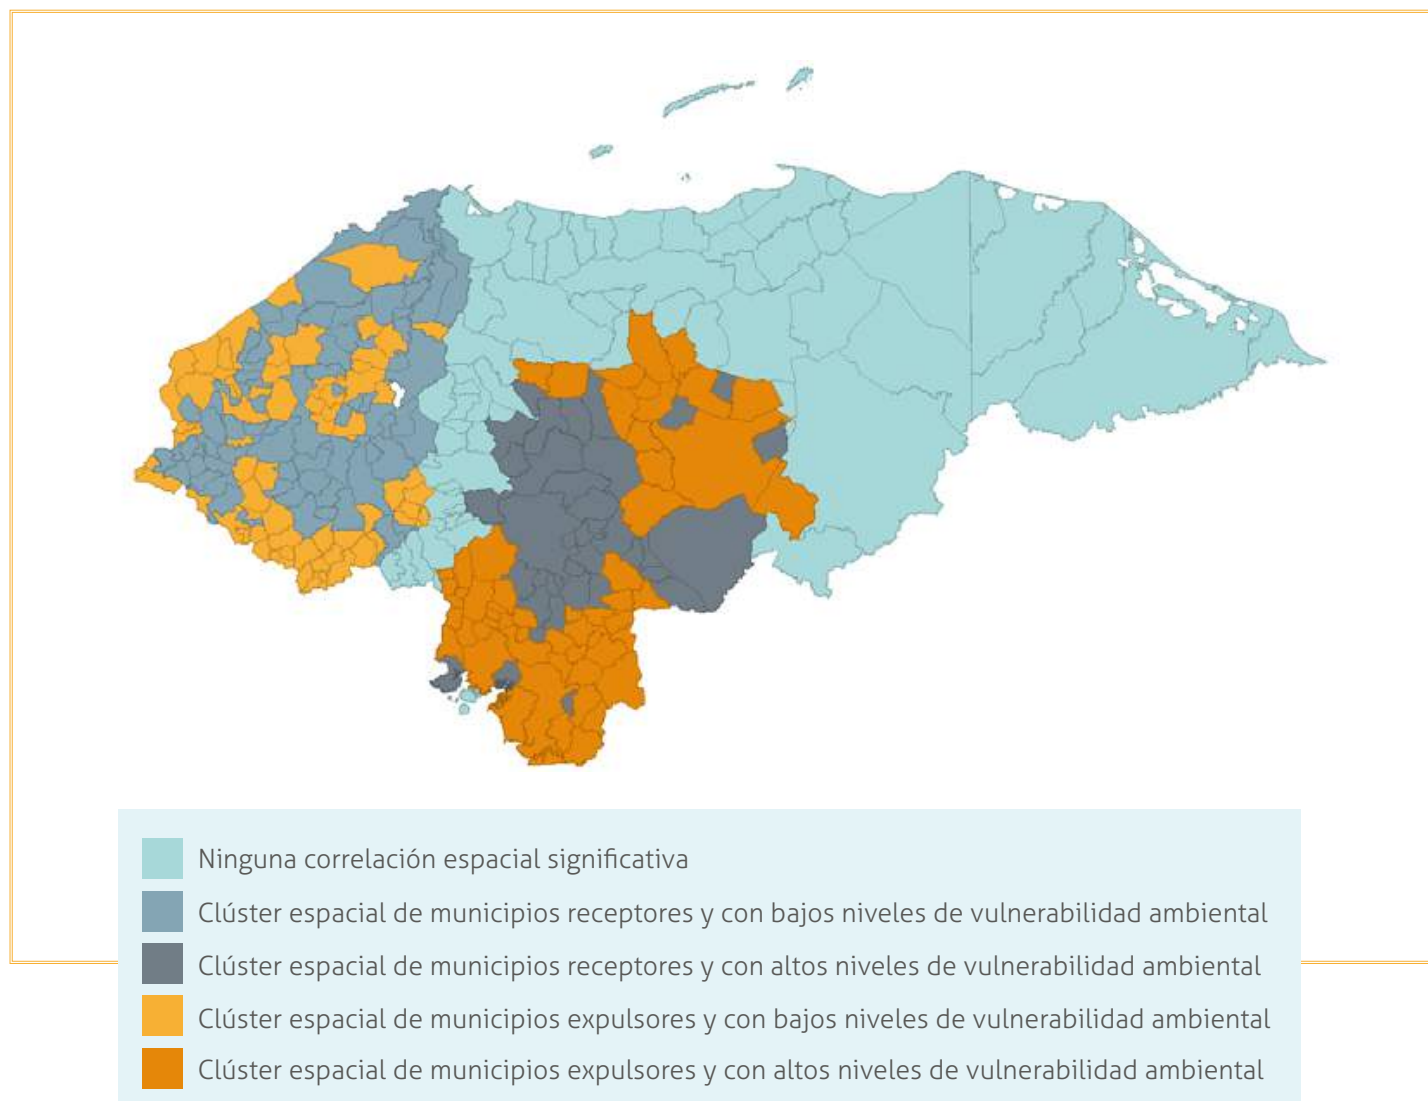 Ninguna correlación espacial significativa
Clúster espacial de municipios receptores y con bajos niveles de vulnerabilidad ambiental
Clúster espacial de municipios receptores y con altos niveles de vulnerabilidad ambiental
Clúster espacial de municipios expulsores y con bajos niveles de vulnerabilidad ambiental
Clúster espacial de municipios expulsores y con altos niveles de vulnerabilidad ambiental